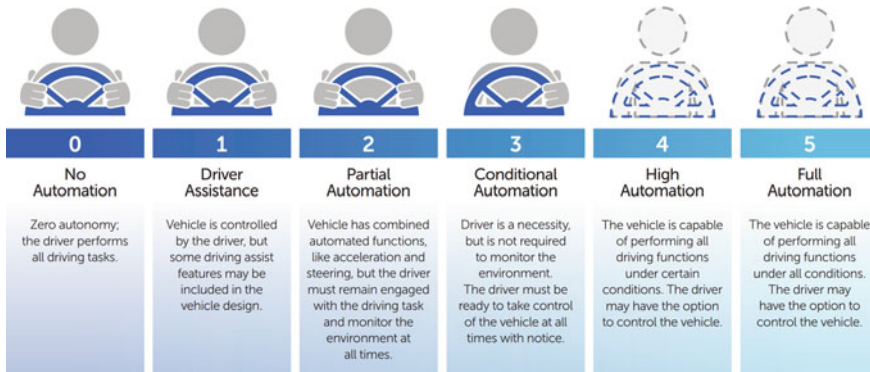 0
No
Automation
Zero autonomy;
the driver performs
all driving tasks.
1
Driver
Assistance
Vehicle is controlled
by the driver, but
some driving assist
features may be
included in the
vehicle design.
2
Partial
Automation
Vehicle has combined
automated functions,
like acceleration and
steering, but the driver
must remain engaged
with the driving task
and monitor the
environment at
all times.
3
Conditional
Automation
Driver is a necessity,
but is not required
to monitor the
environment.
The driver must be
ready to take control
of the vehicle at all
times with notice.
4
High
Automation
The vehicle is capable
of performing all
driving functions
under certain
conditions. The driver
may have the option
to control the vehicle.
5
Full
Automation
The vehicle is capable
of performing all
driving functions
under all conditions.
The driver may
have the option to
control the vehicle.